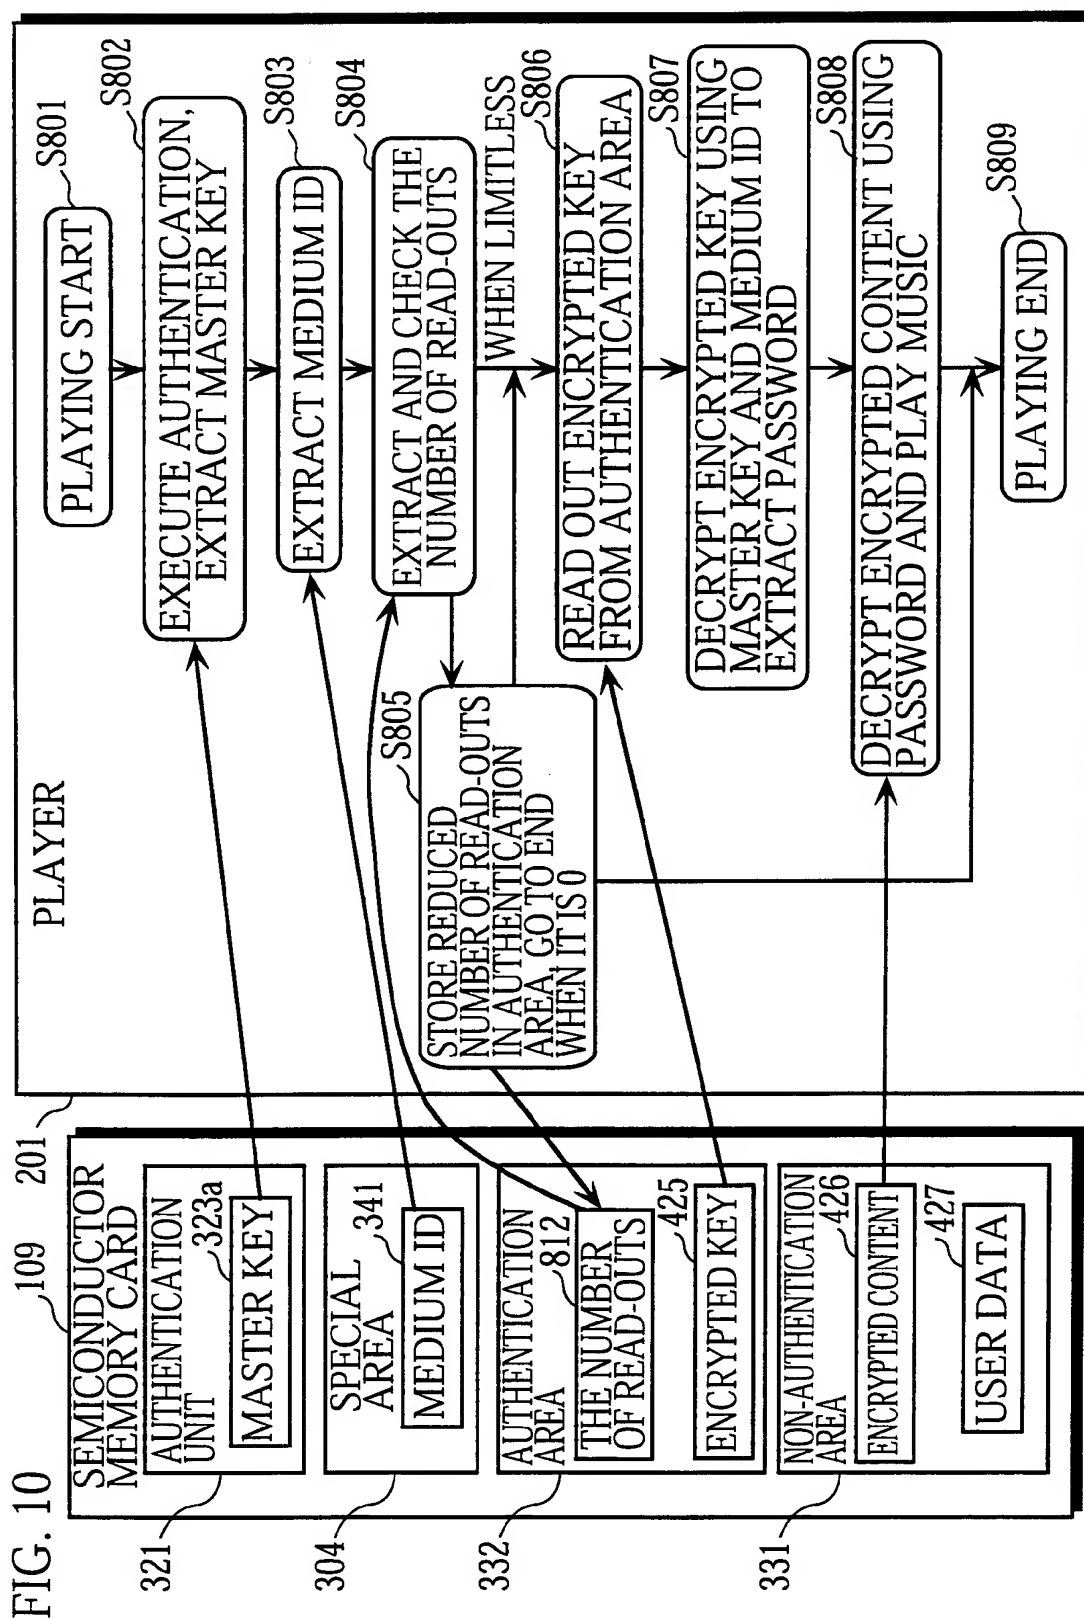 FIG. 10
109
SEMICONDUCTOR
MEMORY CARD
321
AUTHENTICATION
UNIT
323a
MASTER KEY
304
SPECIAL
AREA
341
MEDIUM ID
332
AUTHENTICATION
AREA
812
THE NUMBER
OF READ-OUTS
425
ENCRYPTED KEY
331
NON-AUTHENTICATION
AREA
426
ENCRYPTED CONTENT
427
USER DATA
201
PLAYER
PLAYING START
S801
EXECUTE AUTHENTICATION,
EXTRACT MASTER KEY
S802
EXTRACT MEDIUM ID
S803
EXTRACT AND CHECK THE
NUMBER OF READ-OUTS
S804
WHEN LIMITLESS
STORE REDUCED
NUMBER OF READ-OUTS
IN AUTHENTICATION
AREA, GO TO END
WHEN IT IS 0
S805
READ OUT ENCRYPTED KEY
FROM AUTHENTICATION AREA
S806
DECRYPT ENCRYPTED KEY USING
MASTER KEY AND MEDIUM ID TO
EXTRACT PASSWORD
S807
DECRYPT ENCRYPTED CONTENT USING
PASSWORD AND PLAY MUSIC
S808
PLAYING END
S809